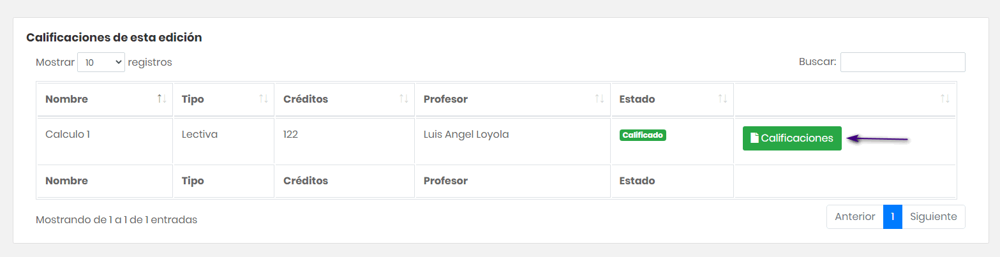 Calificaciones de esta edición
Mostrar 10 registros Buscar:
Nombre Tipo Créditos Profesor Estado
Calculo 1 Lectiva 122 Luis Angel Loyola Calificado Calificaciones
Nombre Tipo Créditos Profesor Estado
Mostrando de 1 a 1 de 1 entradas Anterior 1 Siguiente